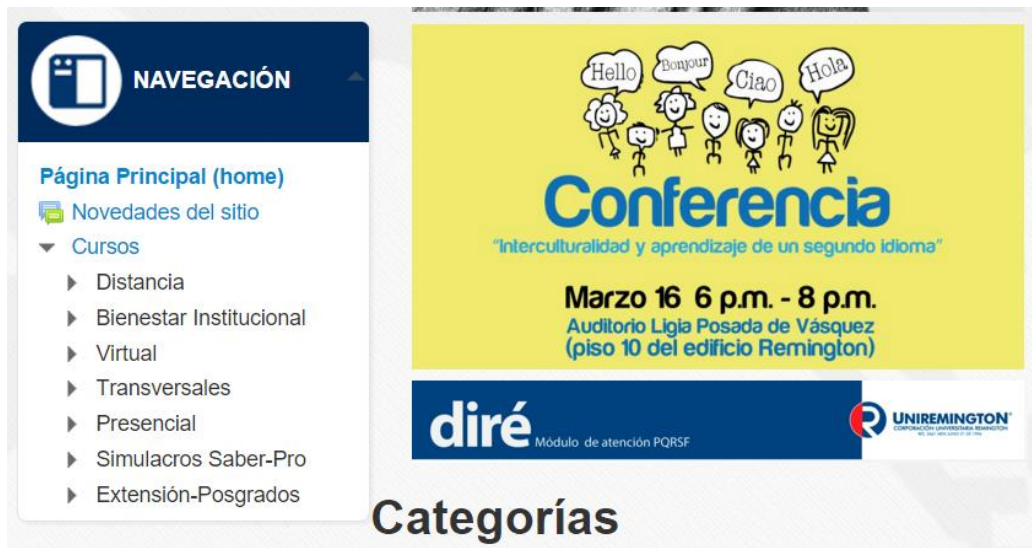 NAVEGACIÓN
Página Principal (home)
Novedades del sitio
Cursos
Distancia
Bienestar Institucional
Virtual
Transversales
Presencial
Simulacros Saber-Pro
Extensión-Posgrados
Hello
Bonjour
Ciao
Hola
Conferencia
"Interculturalidad y aprendizaje de un segundo idioma"
Marzo 16 6 p.m. - 8 p.m.
Auditorio Ligia Posada de Vásquez
(piso 10 del edificio Remington)
diré Módulo de atención PQRSF
UNIREMINGTON
CORPORACIÓN UNIVERSITARIA REMINGTON
Categorías